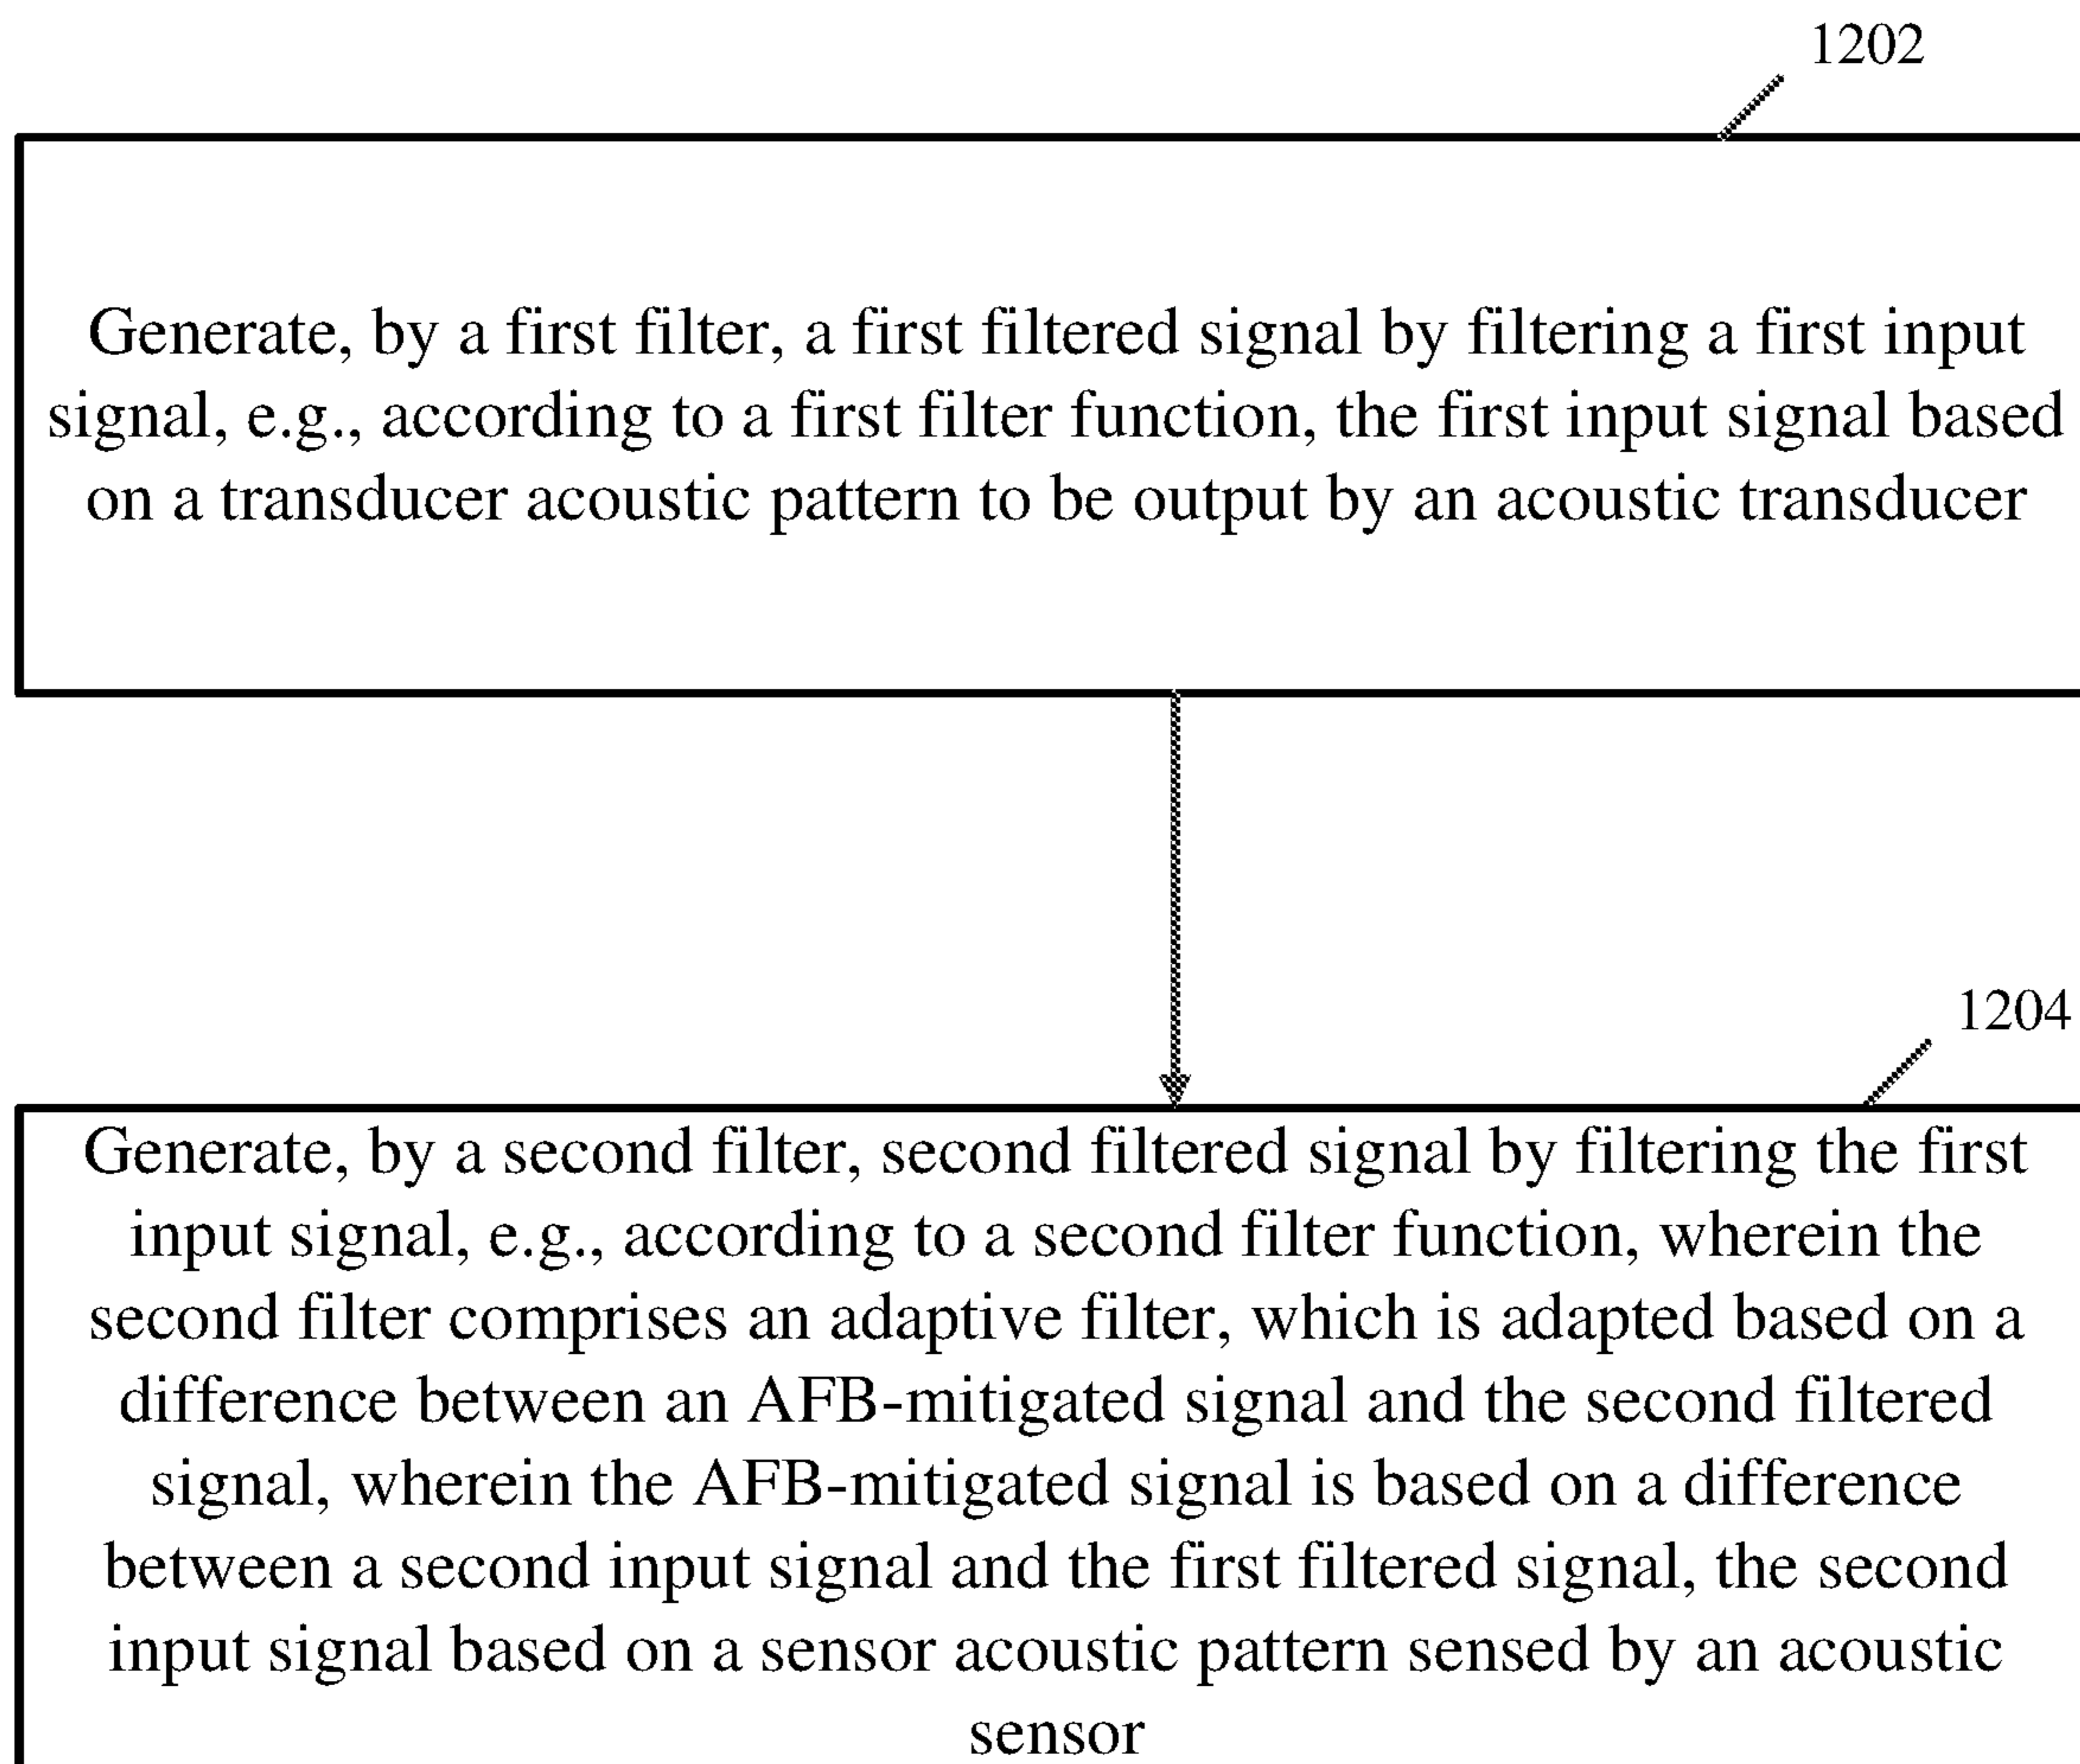 1202
Generate, by a first filter, a first filtered signal by filtering a first input
signal, e.g., according to a first filter function, the first input signal based
on a transducer acoustic pattern to be output by an acoustic transducer
1204
Generate, by a second filter, second filtered signal by filtering the first
input signal, e.g., according to a second filter function, wherein the
second filter comprises an adaptive filter, which is adapted based on a
difference between an AFB-mitigated signal and the second filtered
signal, wherein the AFB-mitigated signal is based on a difference
between a second input signal and the first filtered signal, the second
input signal based on a sensor acoustic pattern sensed by an acoustic
sensor